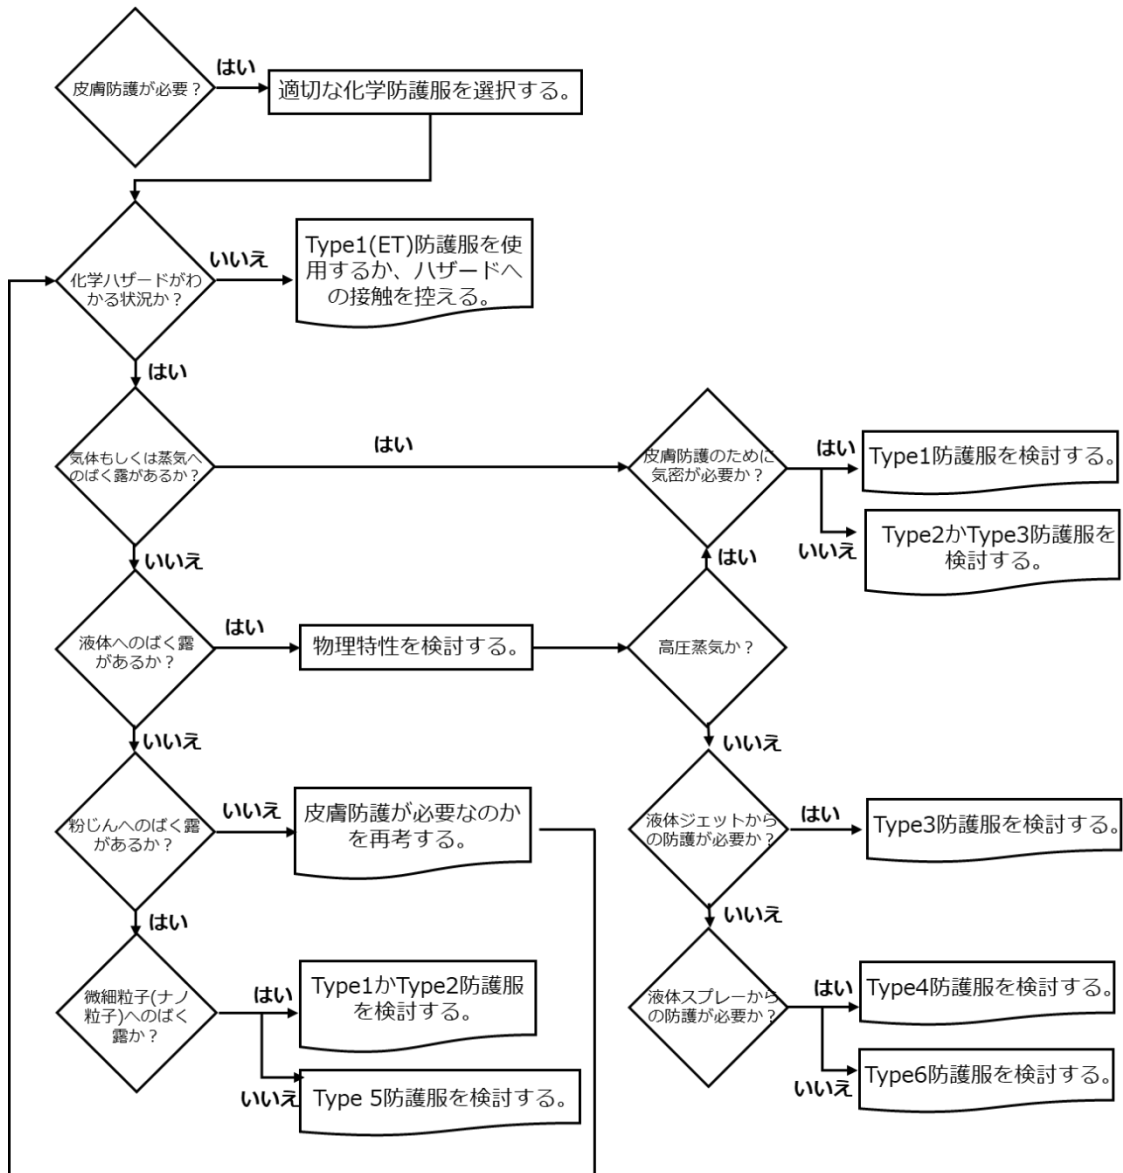 皮膚防護が必要？
はい
適切な化学防護服を選択する。
化学ハザードがわ
かる状況か？
いいえ
Type1(ET)防護服を使
用するか、ハザードへ
の接触を控える。
はい
気体もしくは蒸気へ
のばく露があるか？
はい
皮膚防護のために
気密が必要か？
はい
Type1防護服を検討する。
いいえ
Type2かType3防護服を
検討する。
いいえ
はい
液体へのばく露
があるか？
はい
物理特性を検討する。
高圧蒸気か？
いいえ
いいえ
粉じんへのばく露
があるか？
いいえ
皮膚防護が必要なのか
を再考する。
液体ジェットから
の防護が必要か？
はい
Type3防護服を検討する。
はい
いいえ
微細粒子(ナノ
粒子)へのばく
露か？
はい
Type1かType2防護服
を検討する。
いいえ
Type 5防護服を検討する。
液体スプレーから
の防護が必要か？
はい
Type4防護服を検討する。
いいえ
Type6防護服を検討する。